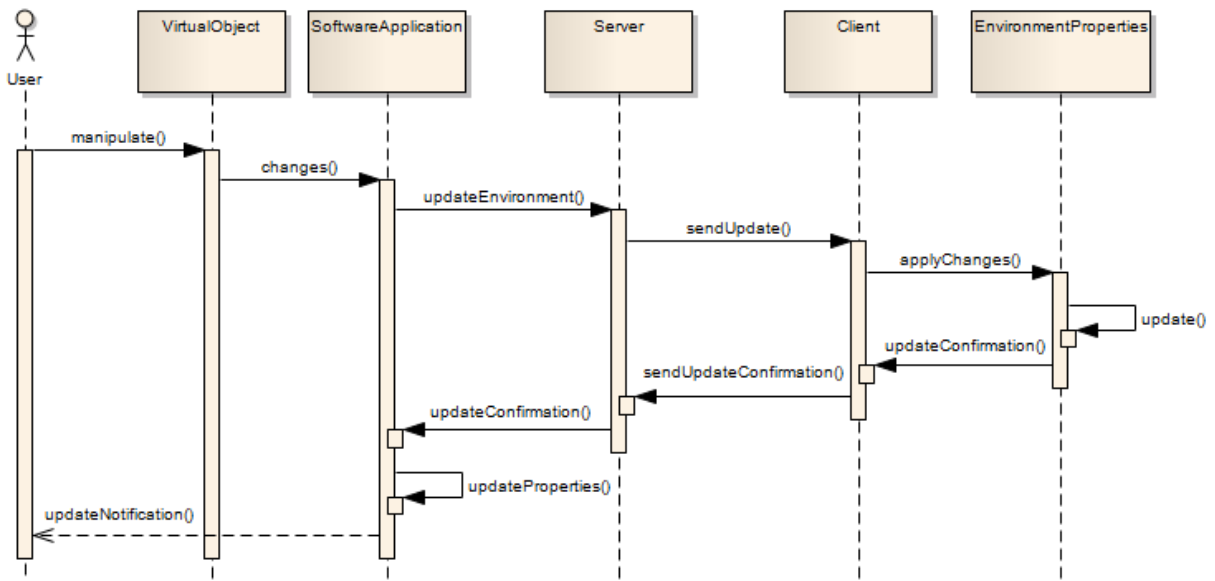 VirtualObject
SoftwareApplication
Server
Client
EnvironmentProperties
User
manipulate()
changes()
updateEnvironment()
sendUpdate()
applyChanges()
update()
updateConfirmation()
sendUpdateConfirmation()
updateConfirmation()
updateProperties()
updateNotification()